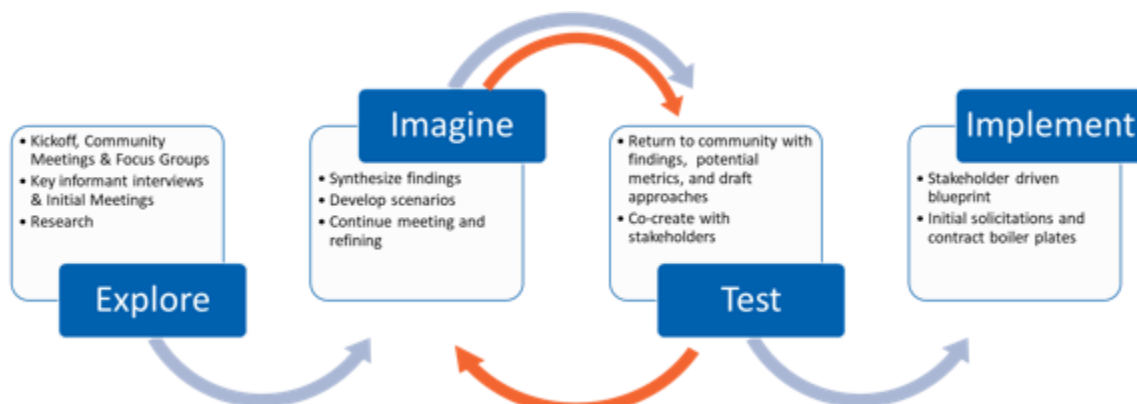 • Kickoff, Community
Meetings & Focus Groups
• Key informant interviews
& Initial Meetings
• Research
Explore
Imagine
• Synthesize findings
• Develop scenarios
• Continue meeting and
refining
• Return to community with
findings, potential
metrics, and draft
approaches
• Co-create with
stakeholders
Test
Implement
• Stakeholder driven
blueprint
• Initial solicitations and
contract boiler plates